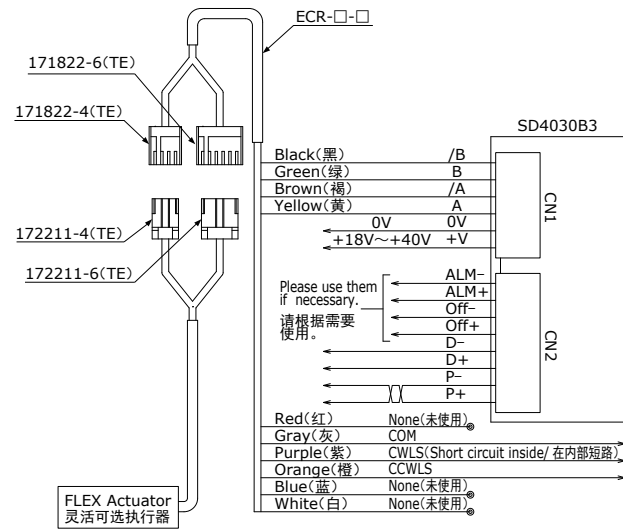 ECR-□-□
171822-6(TE)
171822-4(TE)
SD4030B3
Black(黑) /B
Green(绿) B
Brown(褐) /A
Yellow(黄) A
0V 0V
+18V～+40V +V
CN1
172211-4(TE)
172211-6(TE)
Please use them
if necessary.
请根据需要
使用。
ALM-
ALM+
Off-
Off+
D-
D+
P-
P+
CN2
Red(红) None(未使用)
Gray(灰) COM
Purple(紫) CWLS(Short circuit inside/ 在内部短路)
Orange(橙) CCWLS
Blue(蓝) None(未使用)
White(白) None(未使用)
FLEX Actuator
灵活可选执行器